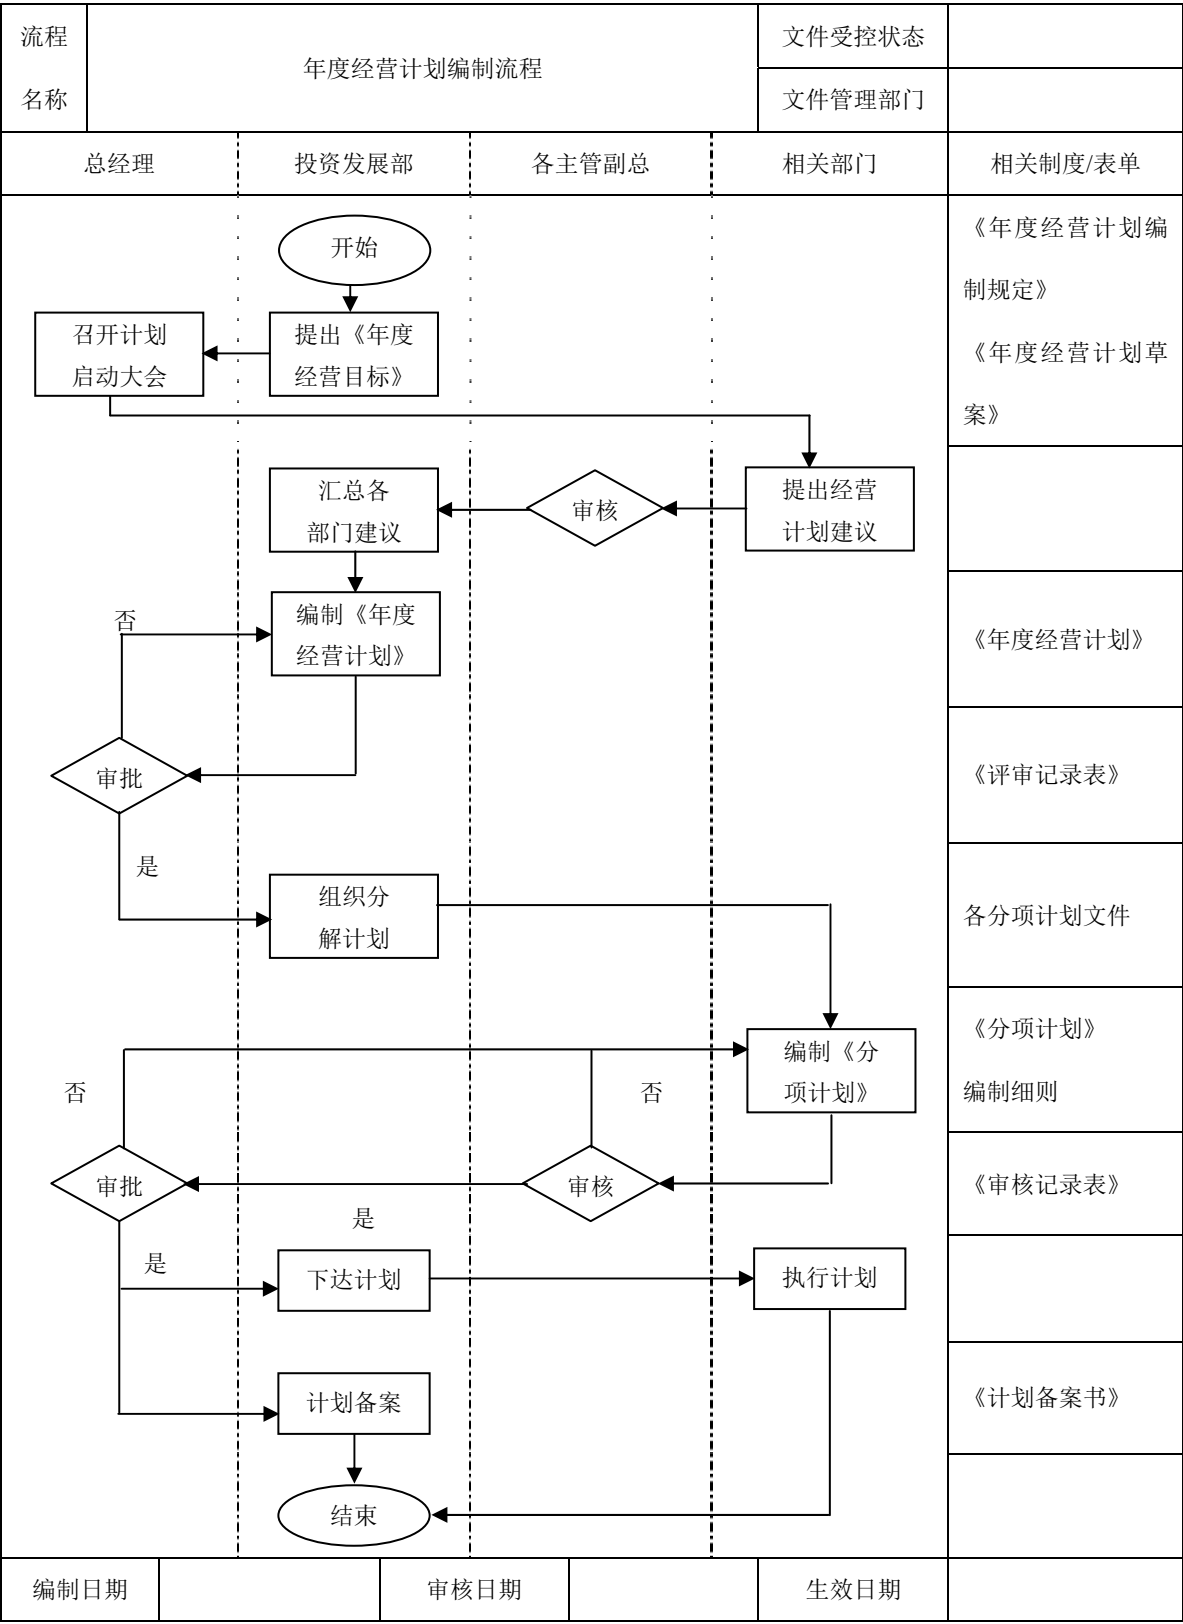 流程
名称
年度经营计划编制流程
文件受控状态
文件管理部门
总经理
投资发展部
各主管副总
相关部门
相关制度/表单
开始
《年度经营计划编
制规定》
《年度经营计划草
案》
召开计划
启动大会
提出《年度
经营目标》
汇总各
部门建议
审核
提出经营
计划建议
否
编制《年度
经营计划》
《年度经营计划》
审批
《评审记录表》
是
组织分
解计划
各分项计划文件
编制《分
项计划》
《分项计划》
编制细则
否
否
审批
审核
《审核记录表》
是
是
下达计划
执行计划
计划备案
《计划备案书》
结束
编制日期
审核日期
生效日期